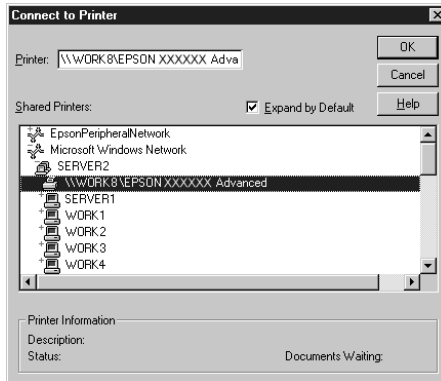 Connect to Printer
Printer: \\WORK8\EPSON XXXXXX Adva
OK
Cancel
Help
Shared Printers:
Expand by Default
EpsonPeripheralNetwork
Microsoft Windows Network
SERVER2
\\WORK8\EPSON XXXXXX Advanced
SERVER1
WORK1
WORK2
WORK3
WORK4
Printer Information
Description:
Status: Documents Waiting: